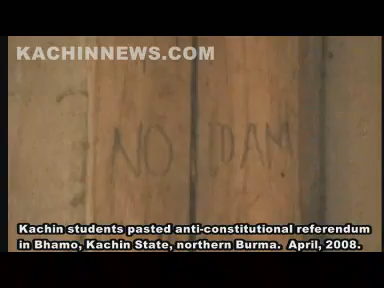 KACHINNEWS.COM
NO DAM
Kachin students pasted anti-constitutional referendum
in Bhamo, Kachin State, northern Burma. April, 2008.